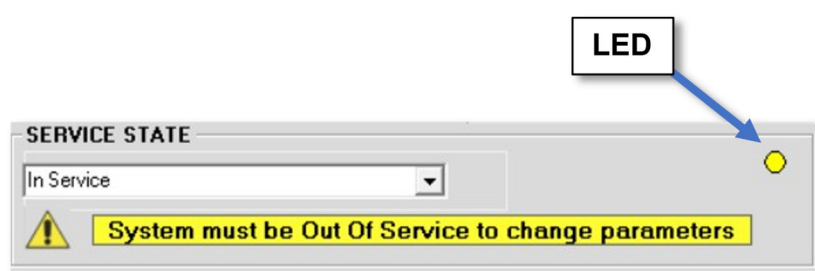 LED
SERVICE STATE
In Service
System must be Out Of Service to change parameters